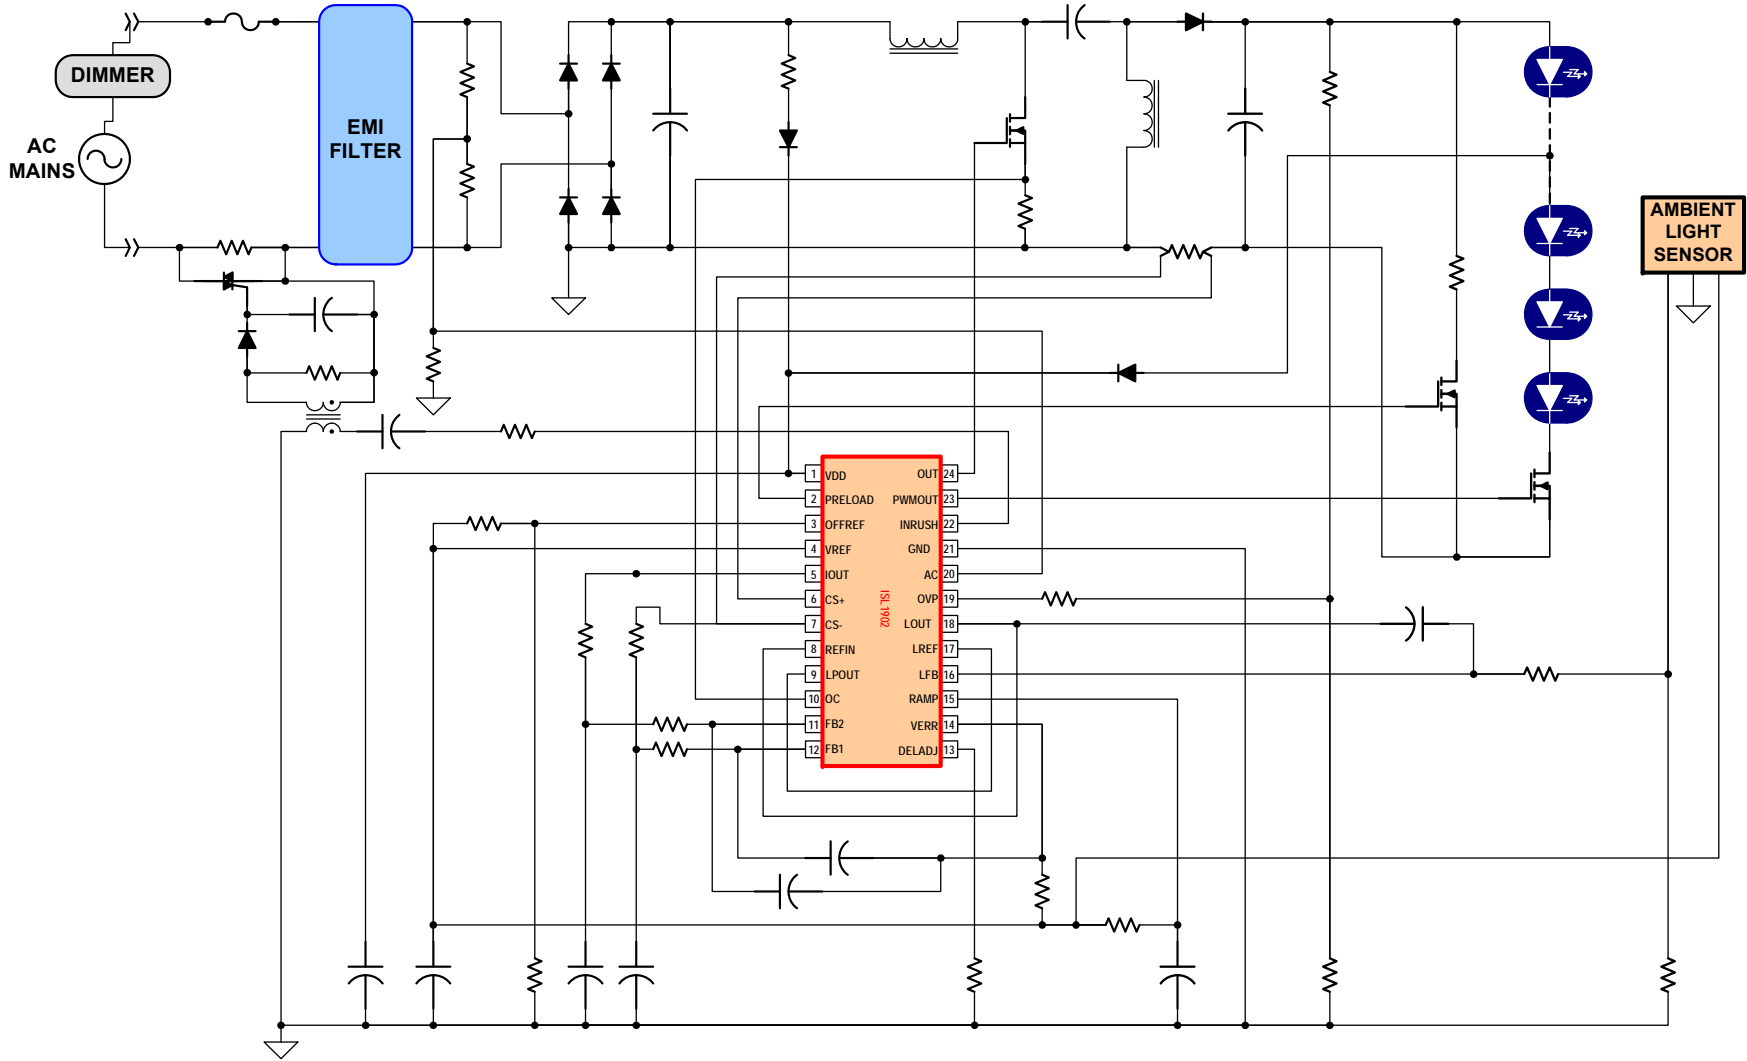 DIMMER
AC
MAINS
EMI
FILTER
AMBIENT
LIGHT
SENSOR
1 VDD
2 PRELOAD
3 OFFREF
4 VREF
5 IOUT
6 CS+
7 CS-
8 REFIN
9 LPOUT
10 OC
11 FB2
12 FB1
ISL1902
OUT 24
PWMOUT 23
INRUSH 22
GND 21
AC 20
OVP 19
LOUT 18
LREF 17
LFB 16
RAMP 15
VERR 14
DELADJ 13